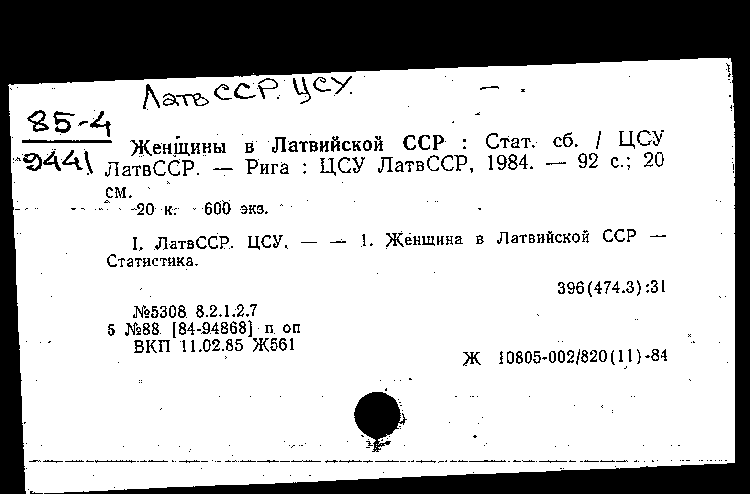 ЛатвССР. ЦСУ.
85-4
9441
Женщины в Латвийской ССР : Стат. сб. / ЦСУ
ЛатвССР. — Рига : ЦСУ ЛатвССР, 1984. — 92 с.; 20
см.
20 к. 600 экз.
I. ЛатвССР. ЦСУ. — — 1. Женщина в Латвийской ССР —
Статистика.
396(474.3):31
№5308 8.2.1.2.7
5 №88 [84-94868] п оп
ВКП 11.02.85 Ж561
Ж 10805-002/820(11)-84